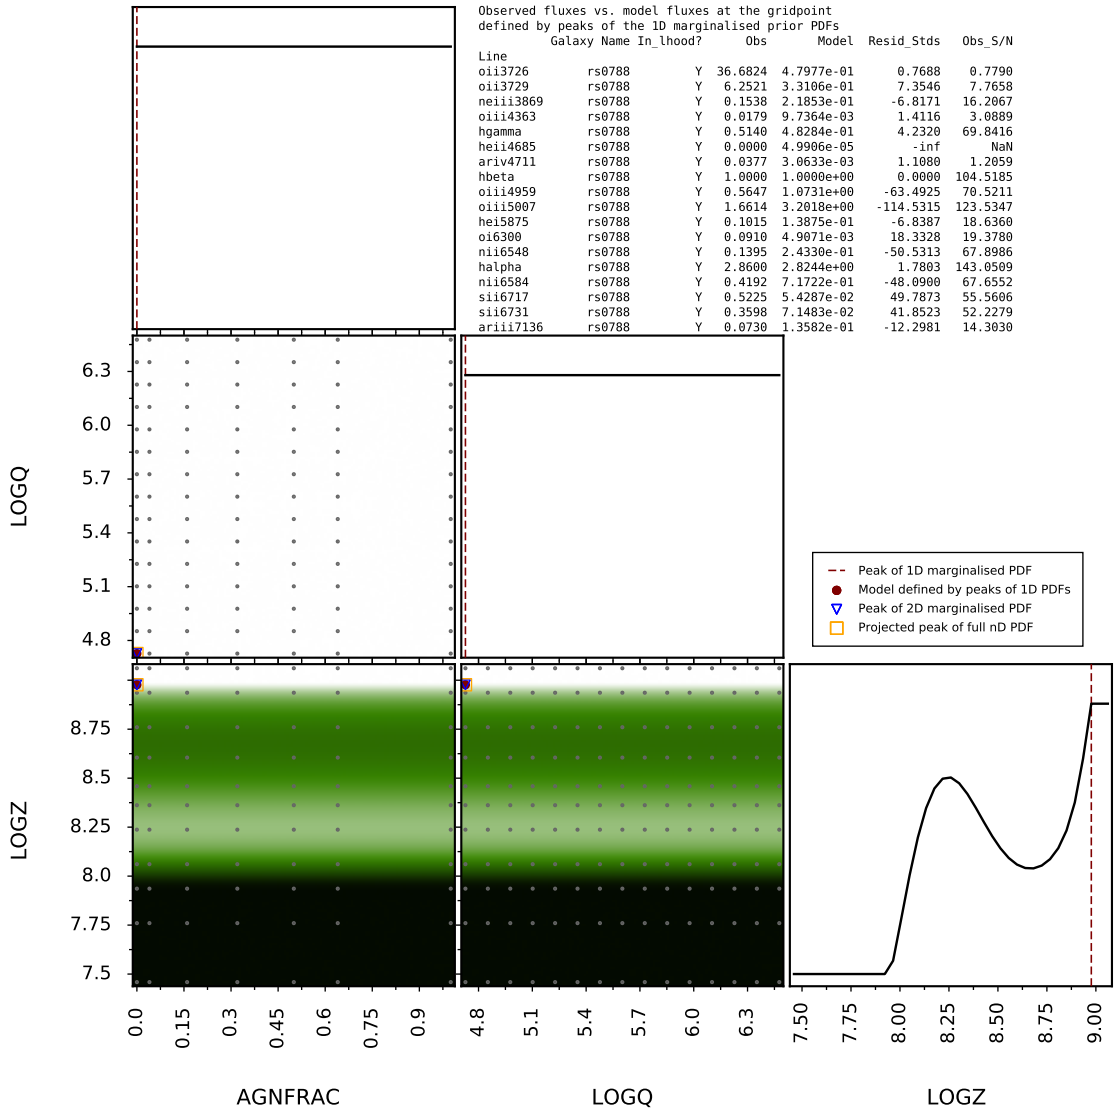 Observed fluxes vs. model fluxes at the gridpoint
defined by peaks of the 1D marginalised prior PDFs
Galaxy Name In_lhood? Obs Model Resid_Stds Obs_S/N
Line
oii3726 rs0788 Y 36.6824 4.7977e-01 0.7688 0.7790
oii3729 rs0788 Y 6.2521 3.3106e-01 7.3546 7.7658
neiii3869 rs0788 Y 0.1538 2.1853e-01 -6.8171 16.2067
oiii4363 rs0788 Y 0.0179 9.7364e-03 1.4116 3.0889
hgamma rs0788 Y 0.5140 4.8284e-01 4.2320 69.8416
heii4685 rs0788 Y 0.0000 4.9906e-05 -inf NaN
ariv4711 rs0788 Y 0.0377 3.0633e-03 1.1080 1.2059
hbeta rs0788 Y 1.0000 1.0000e+00 0.0000 104.5185
oiii4959 rs0788 Y 0.5647 1.0731e+00 -63.4925 70.5211
oiii5007 rs0788 Y 1.6614 3.2018e+00 -114.5315 123.5347
hei5875 rs0788 Y 0.1015 1.3875e-01 -6.8387 18.6360
oi6300 rs0788 Y 0.0910 4.9071e-03 18.3328 19.3780
nii6548 rs0788 Y 0.1395 2.4330e-01 -50.5313 67.8986
halpha rs0788 Y 2.8600 2.8244e+00 1.7803 143.0509
nii6584 rs0788 Y 0.4192 7.1722e-01 -48.0900 67.6552
sii6717 rs0788 Y 0.5225 5.4287e-02 49.7873 55.5606
sii6731 rs0788 Y 0.3598 7.1483e-02 41.8523 52.2279
ariii7136 rs0788 Y 0.0730 1.3582e-01 -12.2981 14.3030
LOGQ
6.3
6.0
5.7
5.4
5.1
4.8
Peak of 1D marginalised PDF
Model defined by peaks of 1D PDFs
Peak of 2D marginalised PDF
Projected peak of full nD PDF
LOGZ
8.75
8.5
8.25
8.0
7.75
7.5
0.0 0.15 0.3 0.45 0.6 0.75 0.9
4.8 5.1 5.4 5.7 6.0 6.3
7.50 7.75 8.00 8.25 8.50 8.75 9.00
AGNFRAC LOGQ LOGZ